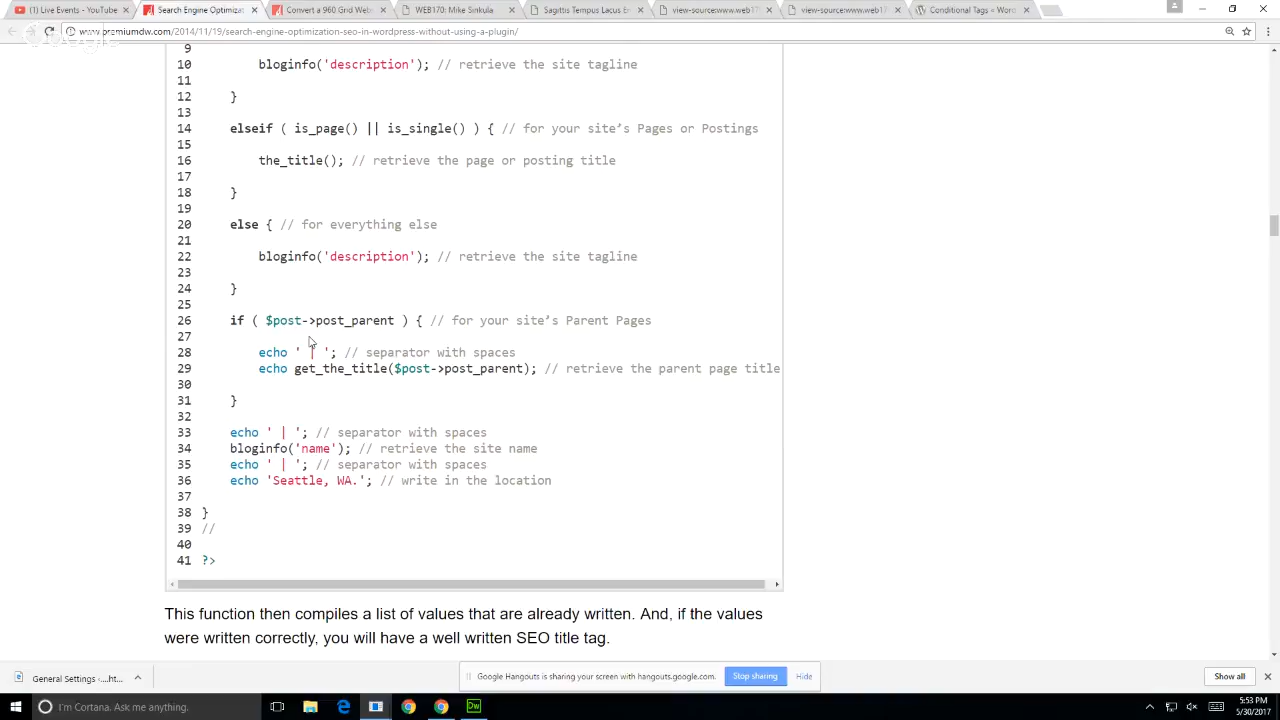 Live Events - YouTube
Search Engine Optimizat
Convert a 960 Grid Webs
WEB170: Mike Sinkula
Sagittis Tempus Lacus E
view-source:www.web17
view-source:www.web17
Conditional Tags « Word
www.premiumdw.com/2014/11/19/search-engine-optimization-seo-in-wordpress-without-using-a-plugin/
9
10 bloginfo('description'); // retrieve the site tagline
11
12 }
13
14 elseif ( is_page() || is_single() ) { // for your site’s Pages or Postings
15
16 the_title(); // retrieve the page or posting title
17
18 }
19
20 else { // for everything else
21
22 bloginfo('description'); // retrieve the site tagline
23
24 }
25
26 if ( $post->post_parent ) { // for your site’s Parent Pages
27
28 echo ' | '; // separator with spaces
29 echo get_the_title($post->post_parent); // retrieve the parent page title
30
31 }
32
33 echo ' | '; // separator with spaces
34 bloginfo('name'); // retrieve the site name
35 echo ' | '; // separator with spaces
36 echo 'Seattle, WA.'; // write in the location
37
38 }
39 //
40
41 ?>
This function then compiles a list of values that are already written. And, if the values
were written correctly, you will have a well written SEO title tag.
General Settings ‹....ht...
Google Hangouts is sharing your screen with hangouts.google.com.
Stop sharing
Hide
Show all
I'm Cortana. Ask me anything.
Dw
5:53 PM
5/30/2017